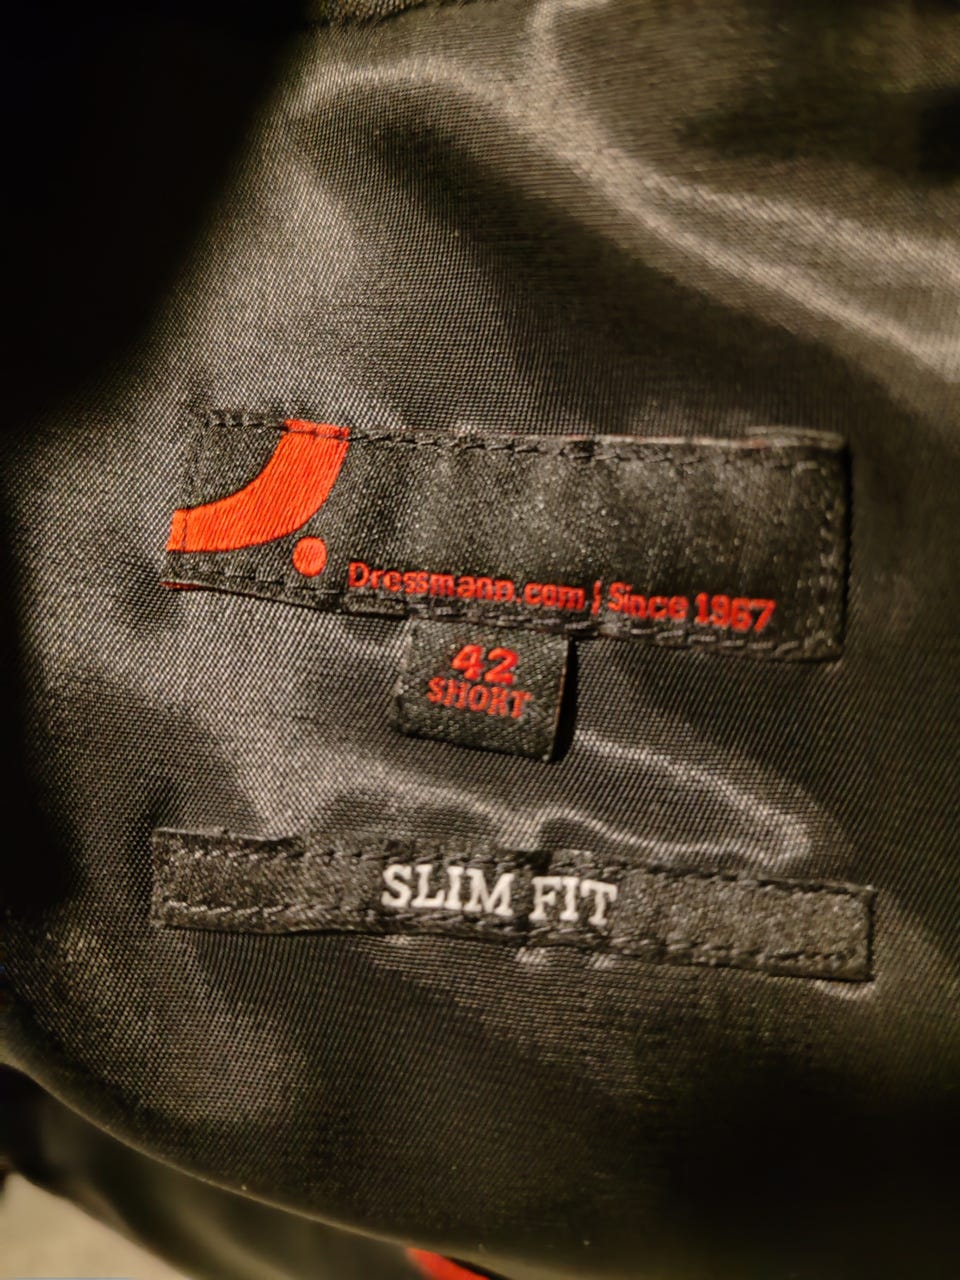 Dressmann.com | Since 1967
42
SHORT
SLIM FIT